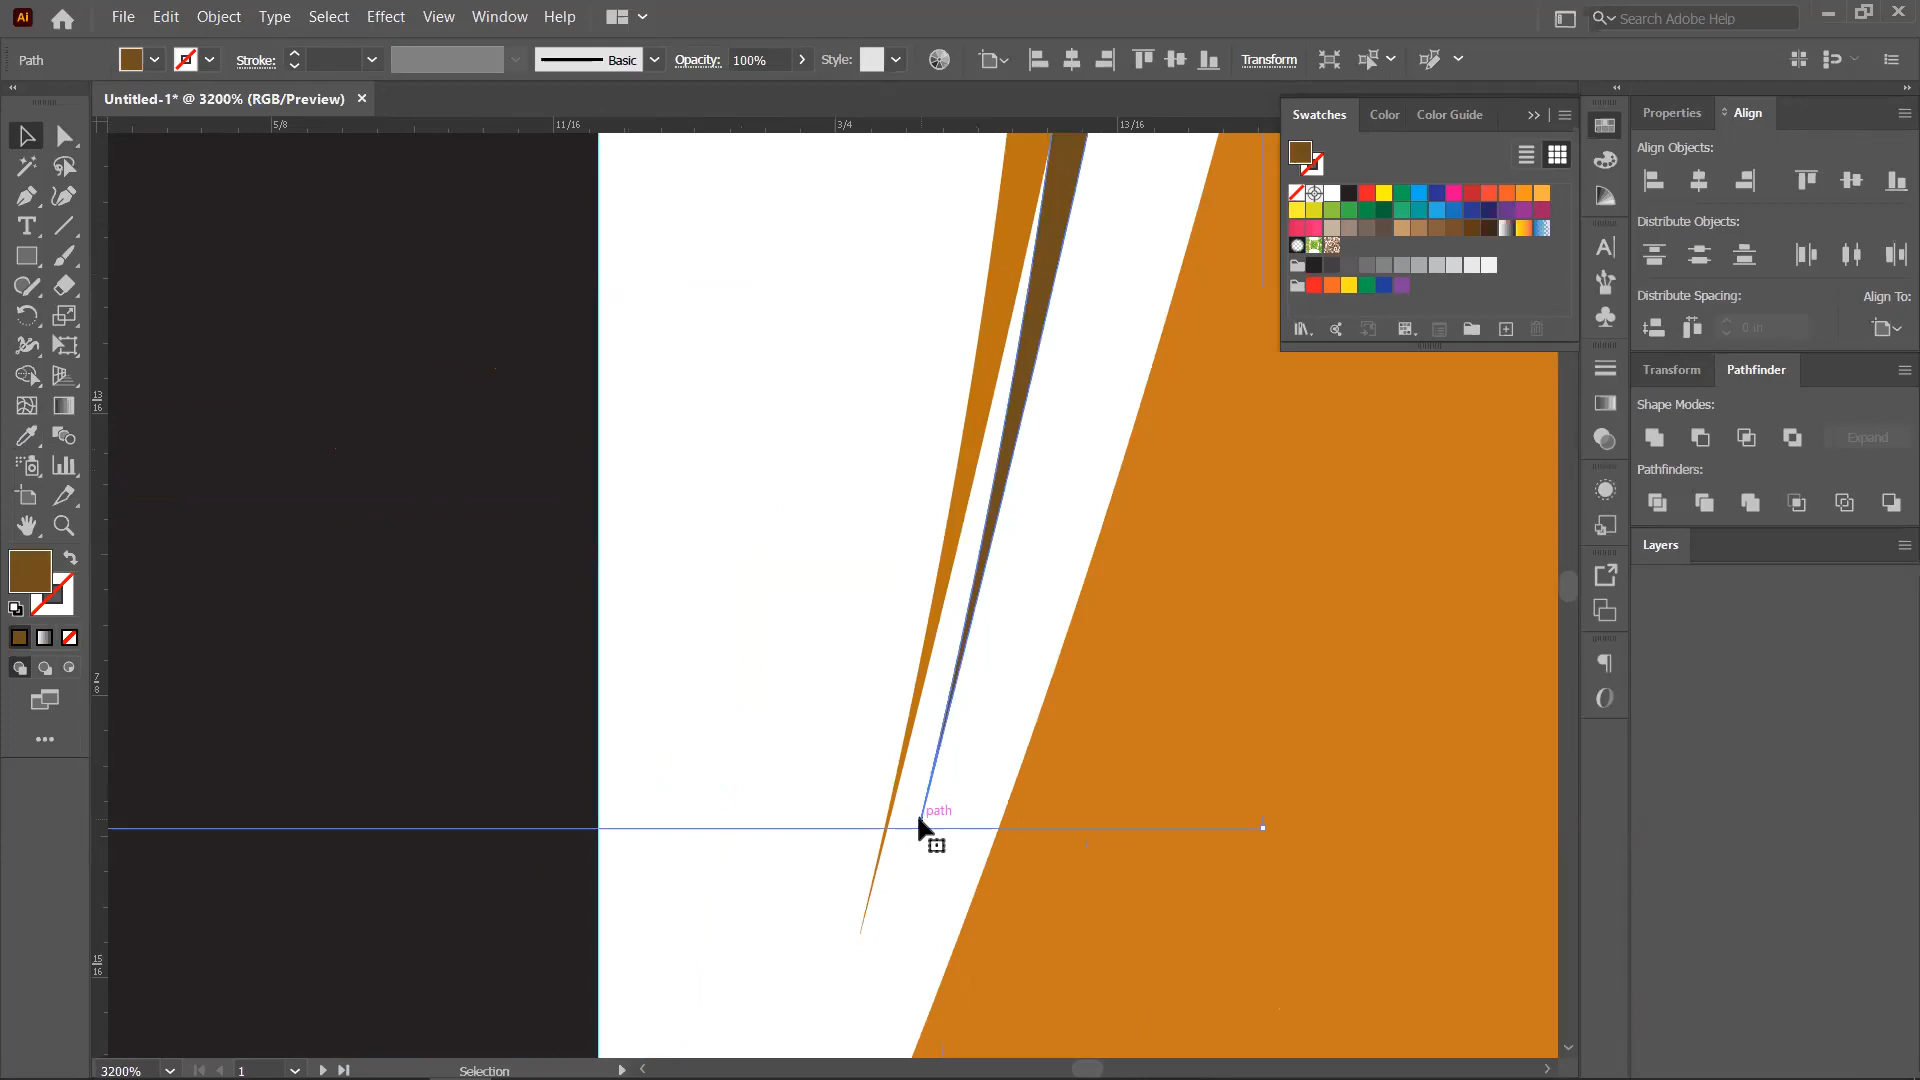 Ai File Edit Object Type Select Effect View Window Help Search Adobe Help
Path Stroke: Basic Opacity: 100% Style: Transform
Untitled-1* @ 3200% (RGB/Preview)
5/8 11/16 3/4 13/16
13
16
7
8
15
16
path
Swatches Color Color Guide
Properties Align
Align Objects:
Distribute Objects:
Distribute Spacing: Align To:
0 in
Transform Pathfinder
Shape Modes:
Expand
Pathfinders:
Layers
3200% 1 Selection